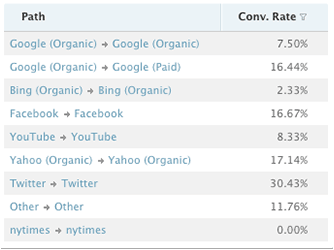 Path Conv. Rate
Google (Organic) → Google (Organic) 7.50%
Google (Organic) → Google (Paid) 16.44%
Bing (Organic) → Bing (Organic) 2.33%
Facebook → Facebook 16.67%
YouTube → YouTube 8.33%
Yahoo (Organic) → Yahoo (Organic) 17.14%
Twitter → Twitter 30.43%
Other → Other 11.76%
nytimes → nytimes 0.00%